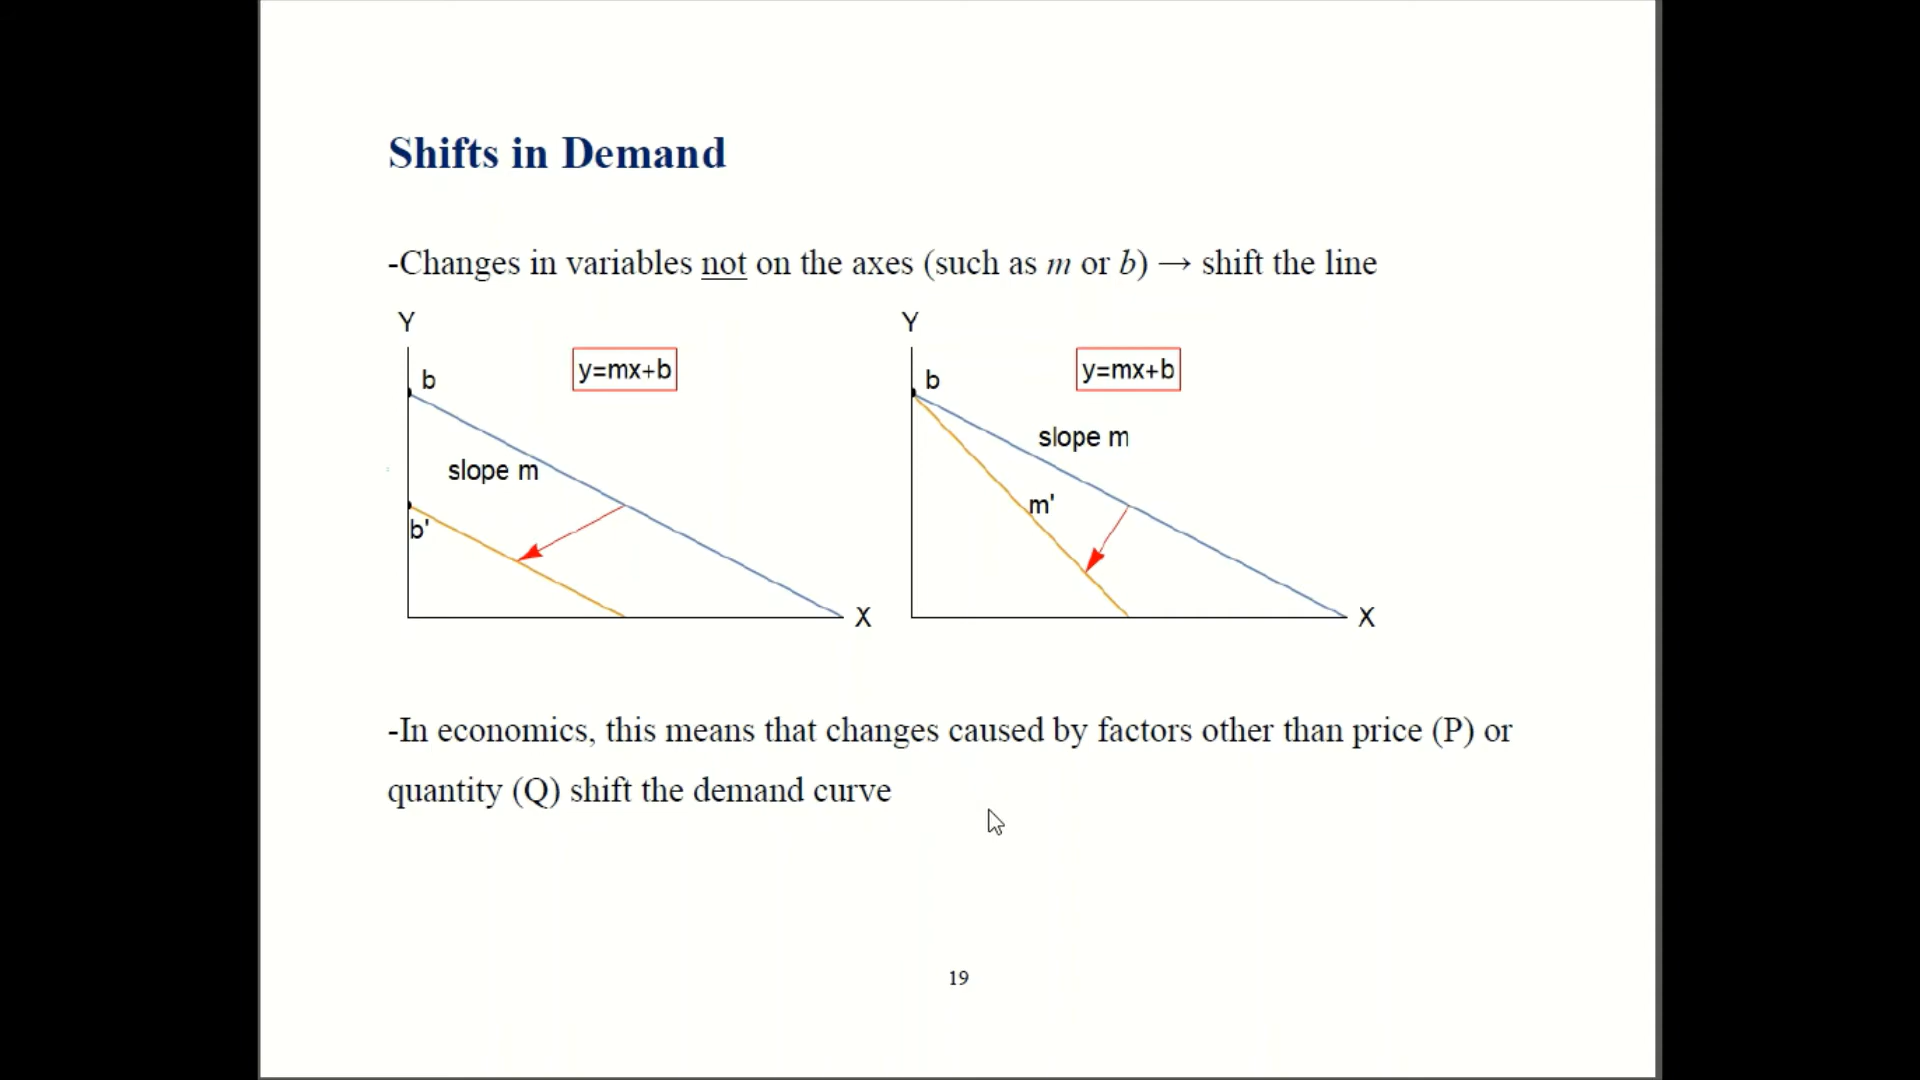 Shifts in Demand
-Changes in variables not on the axes (such as m or b) → shift the line
Y
y=mx+b
b
slope m
b'
X
Y
y=mx+b
b
slope m
m'
X
-In economics, this means that changes caused by factors other than price (P) or
quantity (Q) shift the demand curve
19